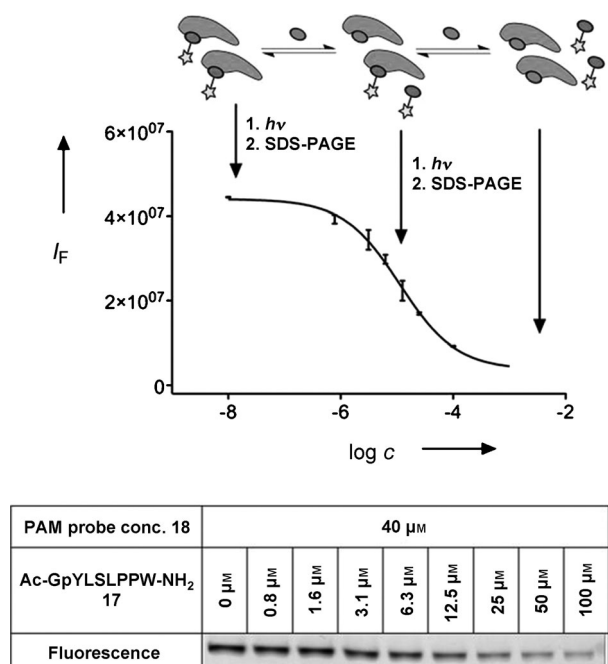 1. hν
2. SDS-PAGE
1. hν
2. SDS-PAGE
6×10⁰⁷
4×10⁰⁷
2×10⁰⁷
0
I_F
-8
-6
-4
-2
log c
PAM probe conc. 18
40 µM
Ac-GpYLSLPPW-NH₂
17
0 µM
0.8 µM
1.6 µM
3.1 µM
6.3 µM
12.5 µM
25 µM
50 µM
100 µM
Fluorescence